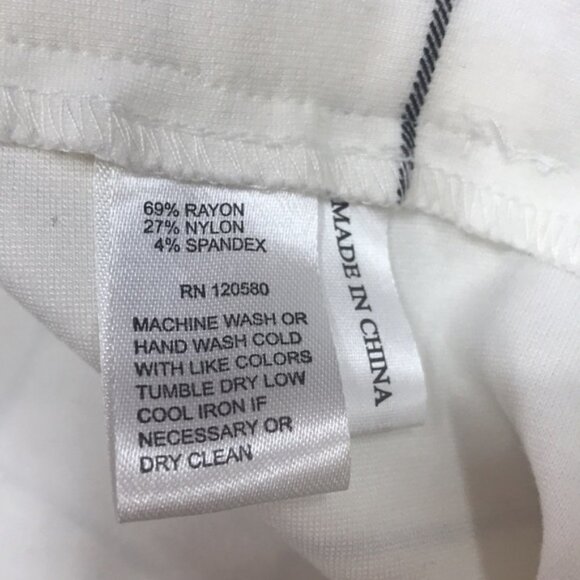 69% RAYON
27% NYLON
4% SPANDEX
RN 120580
MACHINE WASH OR
HAND WASH COLD
WITH LIKE COLORS
TUMBLE DRY LOW
COOL IRON IF
NECESSARY OR
DRY CLEAN
MADE IN CHINA